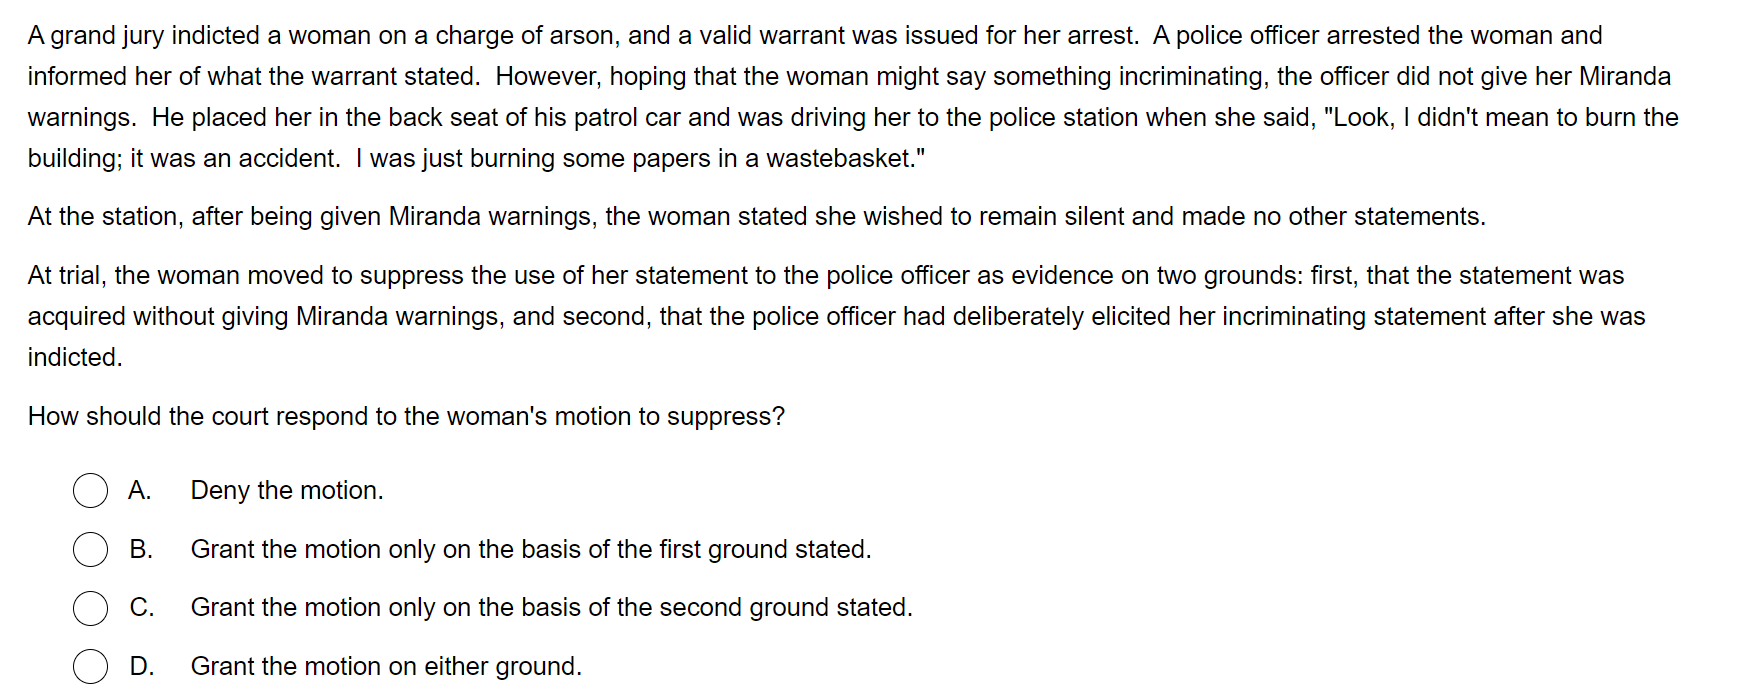 A grand jury indicted a woman on a charge of arson, and a valid warrant was issued for her arrest.  A police officer arrested the woman and
informed her of what the warrant stated.  However, hoping that the woman might say something incriminating, the officer did not give her Miranda
warnings.  He placed her in the back seat of his patrol car and was driving her to the police station when she said, "Look, I didn't mean to burn the
building; it was an accident.  I was just burning some papers in a wastebasket."
At the station, after being given Miranda warnings, the woman stated she wished to remain silent and made no other statements.
At trial, the woman moved to suppress the use of her statement to the police officer as evidence on two grounds: first, that the statement was
acquired without giving Miranda warnings, and second, that the police officer had deliberately elicited her incriminating statement after she was
indicted.
How should the court respond to the woman's motion to suppress?
A. Deny the motion.
B. Grant the motion only on the basis of the first ground stated.
C. Grant the motion only on the basis of the second ground stated.
D. Grant the motion on either ground.